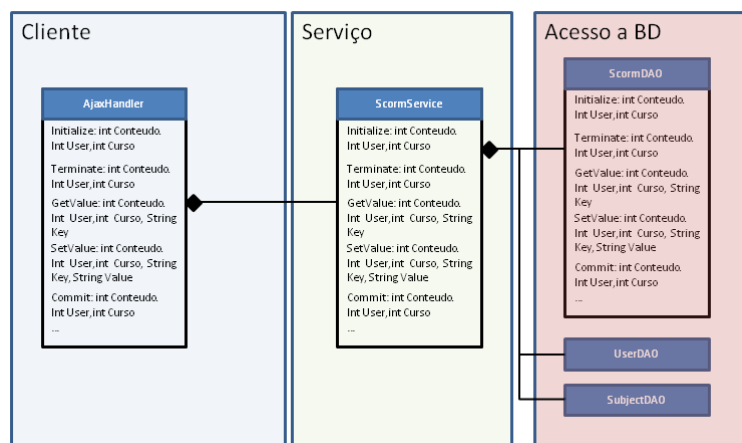 Cliente
AjaxHandler
Initialize: int Conteudo.
Int User,int Curso
Terminate: int Conteudo.
Int User,int Curso
GetValue: int Conteudo.
Int User,int Curso, String
Key
SetValue: int Conteudo.
Int User,int Curso, String
Key, String Value
Commit: int Conteudo.
Int User,int Curso
...
Serviço
ScormService
Initialize: int Conteudo.
Int User,int Curso
Terminate: int Conteudo.
Int User,int Curso
GetValue: int Conteudo.
Int User,int Curso, String
Key
SetValue: int Conteudo.
Int User,int Curso, String
Key, String Value
Commit: int Conteudo.
Int User,int Curso
...
Acesso a BD
ScormDAO
Initialize: int Conteudo.
Int User,int Curso
Terminate: int Conteudo.
Int User,int Curso
GetValue: int Conteudo.
Int User,int Curso, String
Key
SetValue: int Conteudo.
Int User,int Curso, String
Key, String Value
Commit: int Conteudo.
Int User,int Curso
...
UserDAO
SubjectDAO